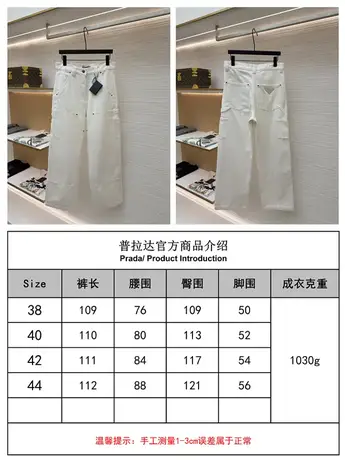 普拉达官方商品介绍
Prada/ Product Introduction
Size 裤长 腰围 臀围 脚围 成衣克重
38 109 76 109 50
40 110 80 113 52
42 111 84 117 54
44 112 88 121 56
1030g
温馨提示：手工测量1-3cm误差属于正常